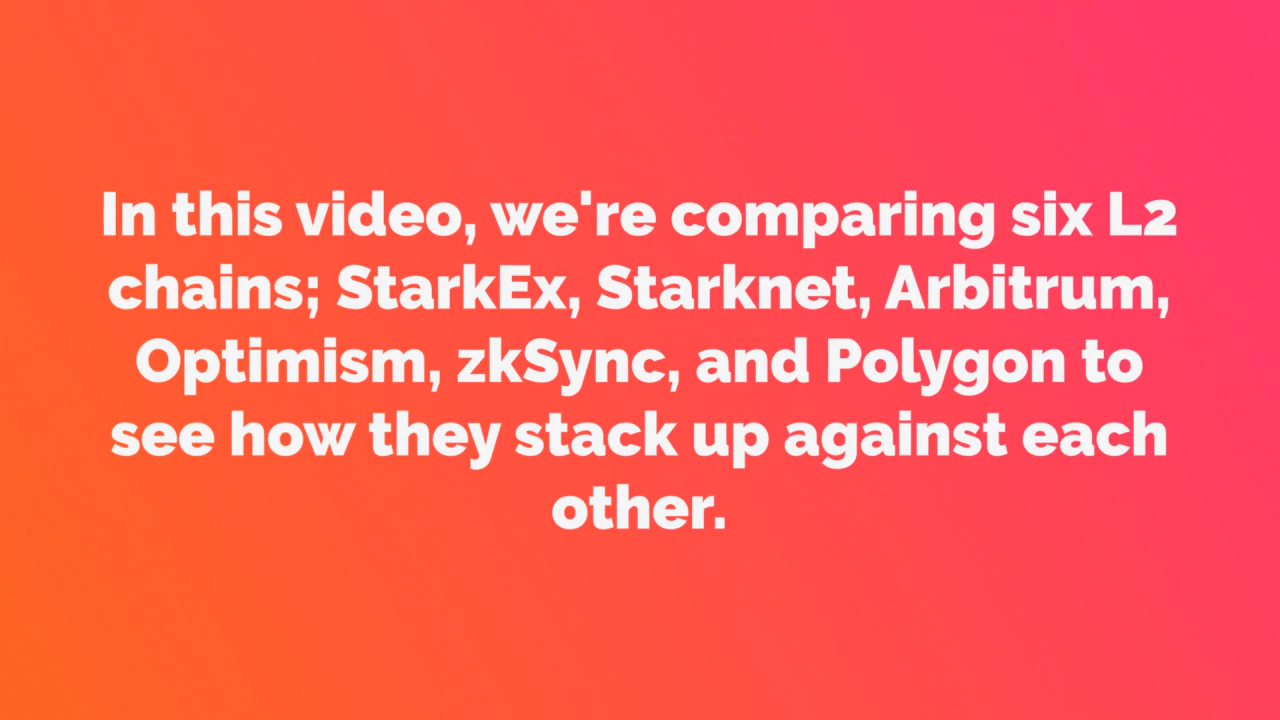 In this video, we're comparing six L2
chains; StarkEx, Starknet, Arbitrum,
Optimism, zkSync, and Polygon to
see how they stack up against each
other.